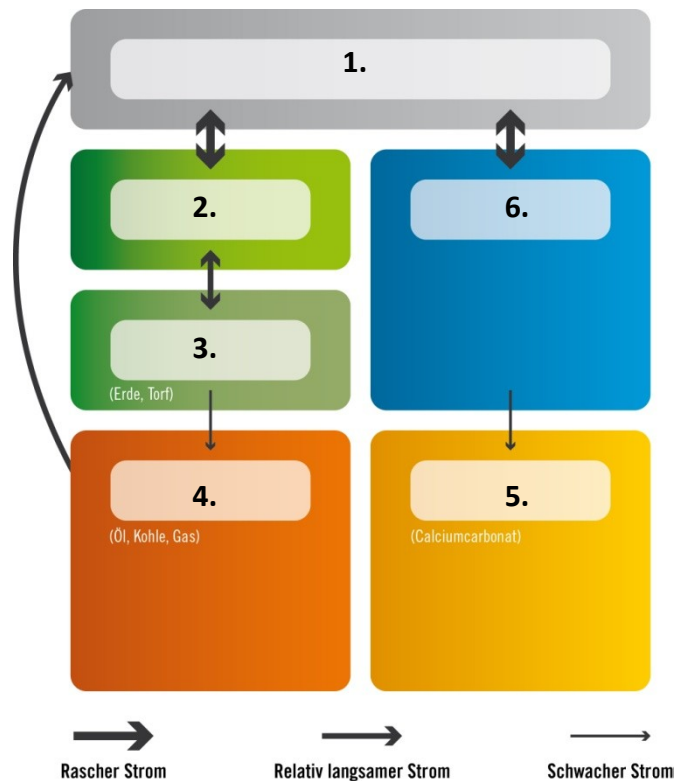 1.
2.
6.
3.
(Erde, Torf)
4.
5.
(Öl, Kohle, Gas)
(Calciumcarbonat)
Rascher Strom
Relativ langsamer Strom
Schwacher Strom